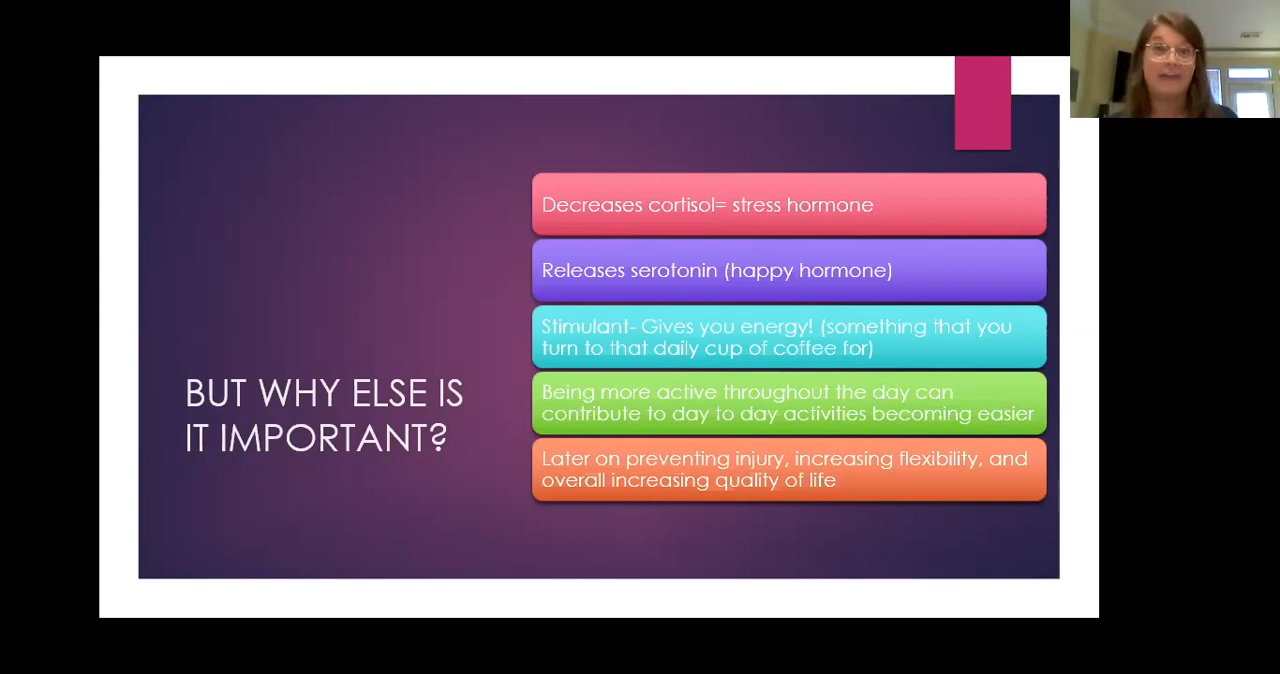 BUT WHY ELSE IS
IT IMPORTANT?
Decreases cortisol= stress hormone
Releases serotonin (happy hormone)
Stimulant- Gives you energy! (something that you
turn to that daily cup of coffee for)
Being more active throughout the day can
contribute to day to day activities becoming easier
Later on preventing injury, increasing flexibility, and
overall increasing quality of life